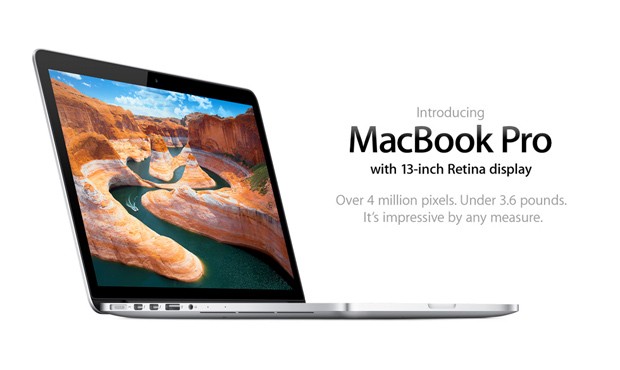 Introducing
MacBook Pro
with 13-inch Retina display
Over 4 million pixels. Under 3.6 pounds.
It's impressive by any measure.